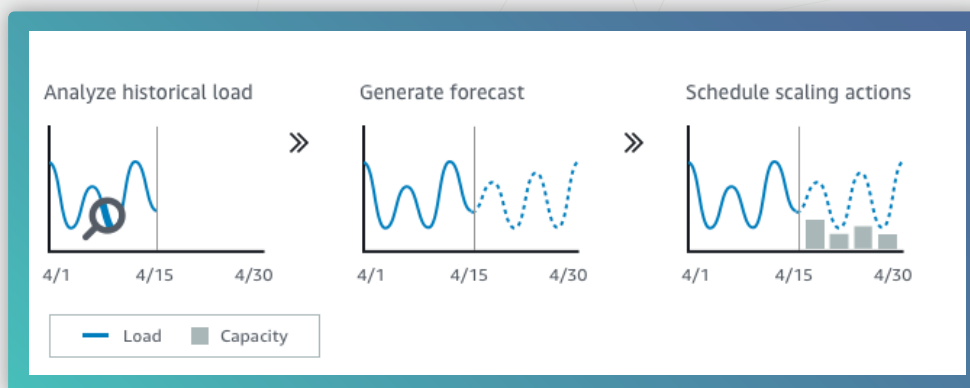 Analyze historical load
Generate forecast
Schedule scaling actions
4/1 4/15 4/30
4/1 4/15 4/30
4/1 4/15 4/30
Load
Capacity